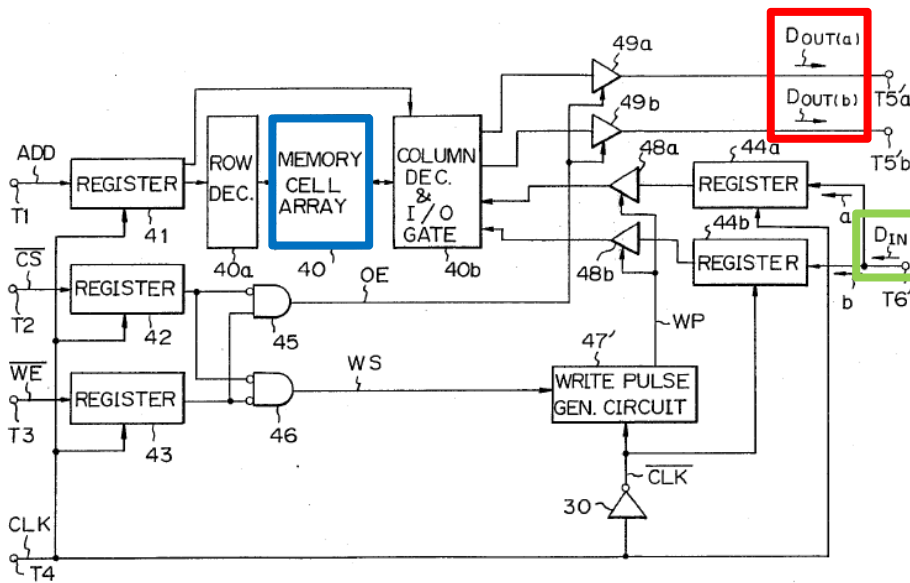 49a
DOUT(a)
T5'a
49b
DOUT(b)
T5'b
ADD
T1
REGISTER
41
ROW
DEC.
40a
MEMORY
CELL
ARRAY
40
COLUMN
DEC.
&
I/O
GATE
40b
48a
44a
REGISTER
a
48b
44b
REGISTER
DIN
b
T6'
CS
T2
REGISTER
42
OE
45
WE
T3
REGISTER
43
WS
46
WP
47'
WRITE PULSE
GEN. CIRCUIT
CLK
30
CLK
T4